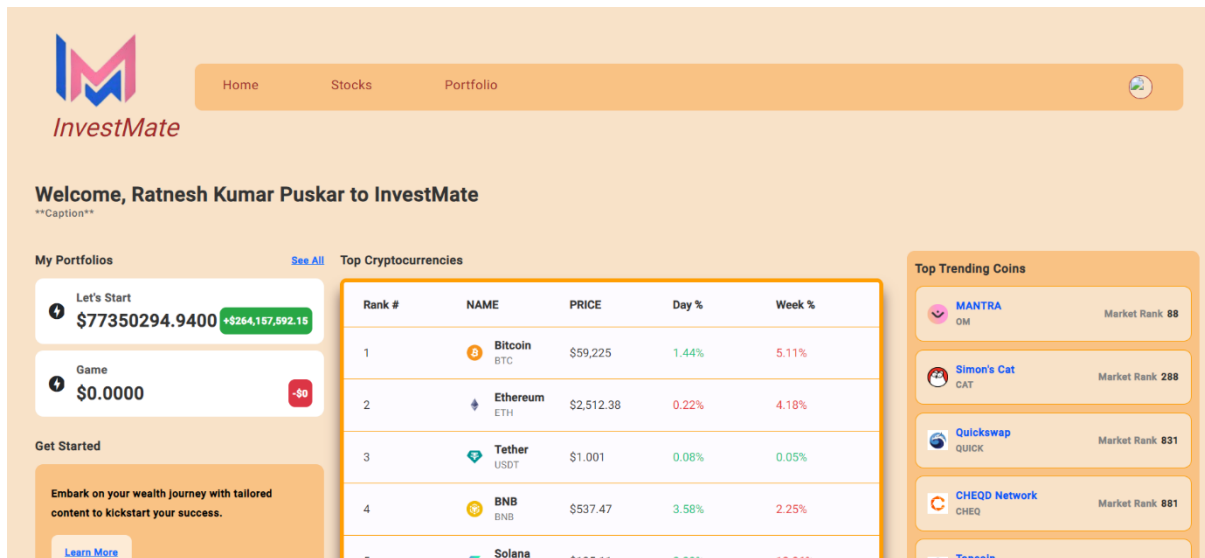 InvestMate
Home Stocks Portfolio
Welcome, Ratnesh Kumar Puskar to InvestMate
**Caption**
My Portfolios See All
Let's Start
$77350294.9400 +$264,157,592.15
Game
$0.0000 -$0
Get Started
Embark on your wealth journey with tailored
content to kickstart your success.
Learn More
Top Cryptocurrencies
Rank # NAME PRICE Day % Week %
1 Bitcoin BTC $59,225 1.44% 5.11%
2 Ethereum ETH $2,512.38 0.22% 4.18%
3 Tether USDT $1.001 0.08% 0.05%
4 BNB BNB $537.47 3.58% 2.25%
Solana
Top Trending Coins
MANTRA
OM
Market Rank 88
Simon's Cat
CAT
Market Rank 288
Quickswap
QUICK
Market Rank 831
CHEQD Network
CHEQ
Market Rank 881